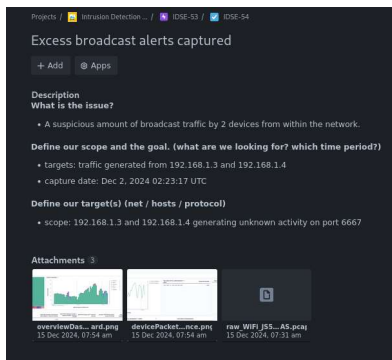 Projects / Intrusion Detection ... / IDSE-53 / IDSE-54
Excess broadcast alerts captured
+ Add Apps
Description
What is the issue?
• A suspicious amount of broadcast traffic by 2 devices from within the network.
Define our scope and the goal. (what are we looking for? which time period?)
• targets: traffic generated from 192.168.1.3 and 192.168.1.4
• capture date: Dec 2, 2024 02:23:17 UTC
Define our target(s) (net / hosts / protocol)
• scope: 192.168.1.3 and 192.168.1.4 generating unknown activity on port 6667
Attachments 3
overviewDas... ard.png devicePacket...nce.png raw_WiFi_JS5... AS.pcap
15 Dec 2024, 07:54 am 15 Dec 2024, 07:54 am 15 Dec 2024, 07:31 am